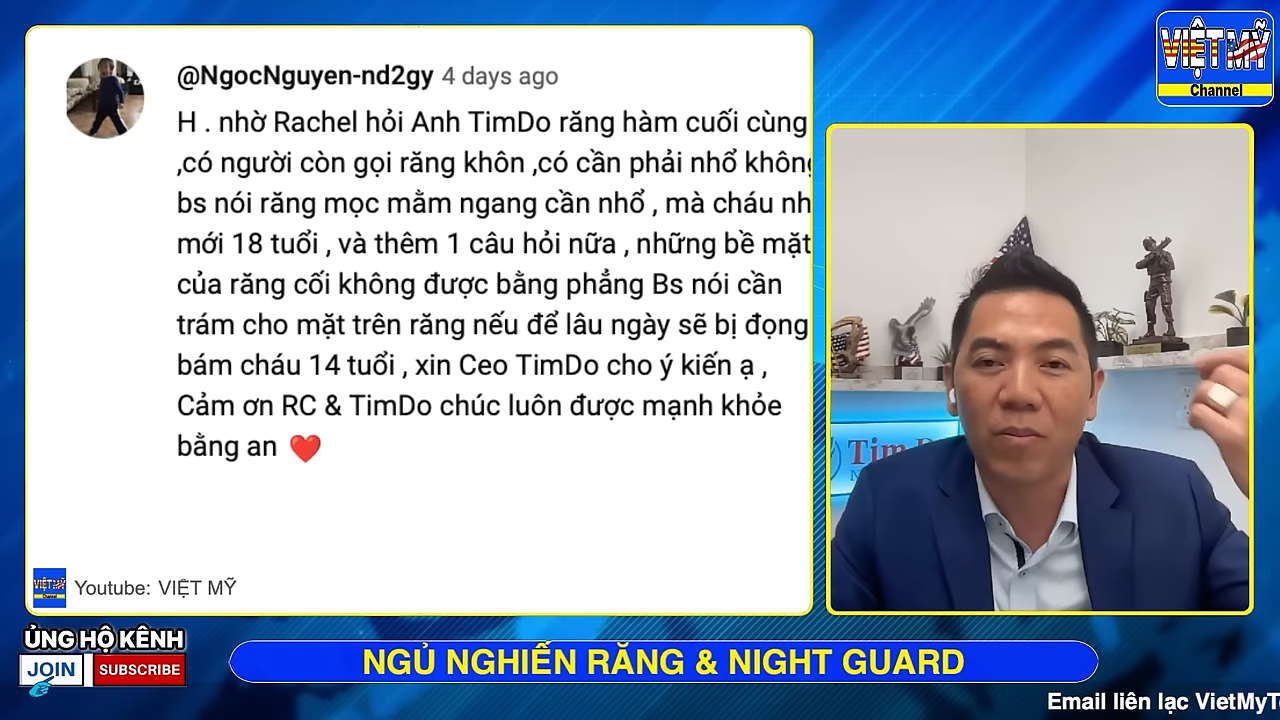 @NgocNguyen-nd2gy 4 days ago
H . nhờ Rachel hỏi Anh TimDo răng hàm cuối cùng
,có người còn gọi răng khôn ,có cần phải nhổ không
bs nói răng mọc mằm ngang cần nhổ , mà cháu nh
mới 18 tuổi , và thêm 1 câu hỏi nữa , những bề mặt
của răng cối không được bằng phẳng Bs nói cần
trám cho mặt trên răng nếu để lâu ngày sẽ bị đọng
bám cháu 14 tuổi , xin Ceo TimDo cho ý kiến ạ ,
Cảm ơn RC & TimDo chúc luôn được mạnh khỏe
bằng an ❤️
Youtube: VIỆT MỸ
VIỆT MỸ
Channel
Tim D
ỦNG HỘ KÊNH
JOIN
SUBSCRIBE
NGỦ NGHIẾN RĂNG & NIGHT GUARD
Email liên lạc VietMyT